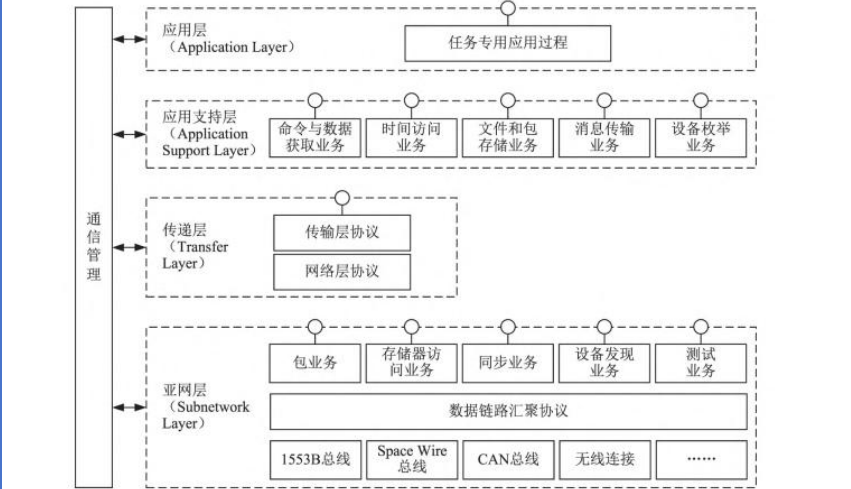 通信管理
应用层
（Application Layer）
任务专用应用过程
应用支持层
（Application
Support Layer）
命令与数据
获取业务
时间访问
业务
文件和包
存储业务
消息传输
业务
设备枚举
业务
传递层
（Transfer
Layer）
传输层协议
网络层协议
亚网层
（Subnetwork
Layer）
包业务
存储器访
问业务
同步业务
设备发现
业务
测试
业务
数据链路汇聚协议
1553B总线
Space Wire
总线
CAN总线
无线连接
……